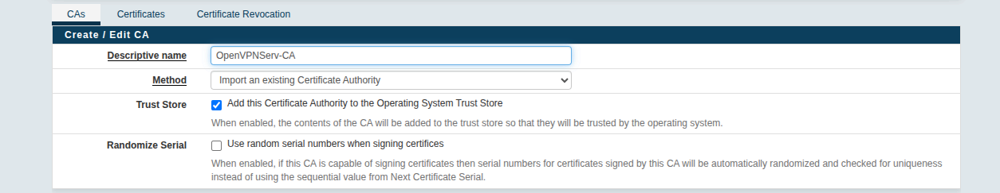 CAs Certificates Certificate Revocation
Create / Edit CA
Descriptive name OpenVPNServ-CA
Method Import an existing Certificate Authority
Trust Store Add this Certificate Authority to the Operating System Trust Store
When enabled, the contents of the CA will be added to the trust store so that they will be trusted by the operating system.
Randomize Serial Use random serial numbers when signing certifices
When enabled, if this CA is capable of signing certificates then serial numbers for certificates signed by this CA will be automatically randomized and checked for uniqueness
instead of using the sequential value from Next Certificate Serial.